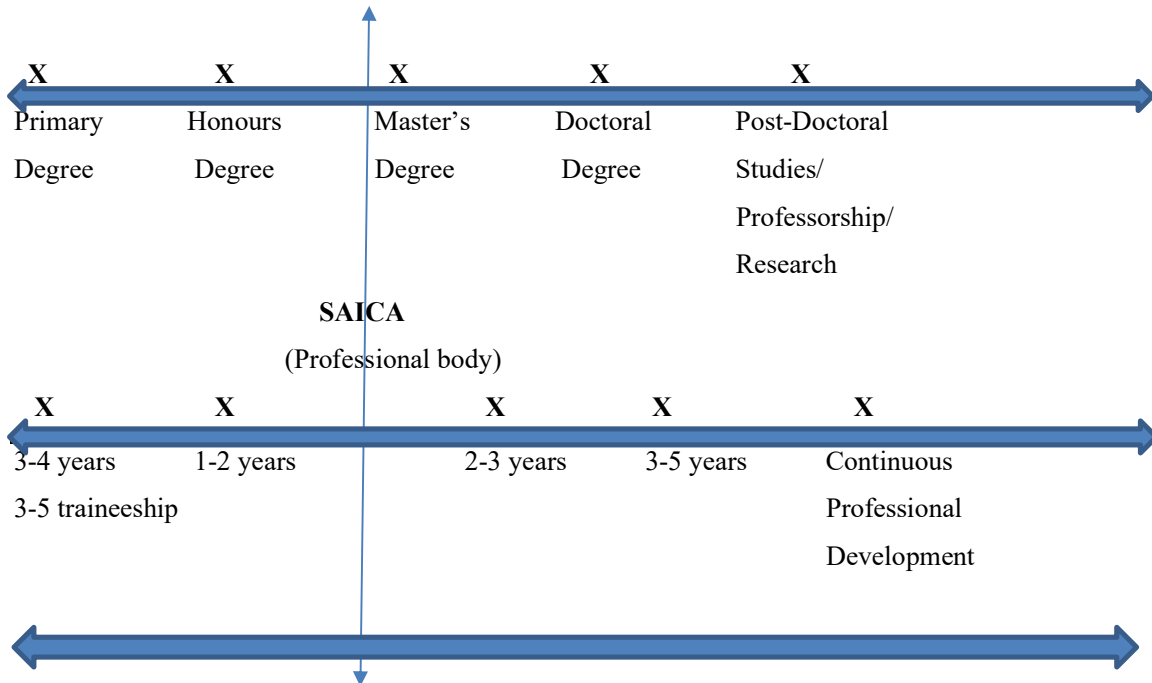 X X X X X
Primary Honours Master’s Doctoral Post-Doctoral
Degree Degree Degree Degree Studies/
Professorship/
Research
SAICA
(Professional body)
X X X X X
3-4 years 1-2 years 2-3 years 3-5 years Continuous
3-5 traineeship Professional
Development